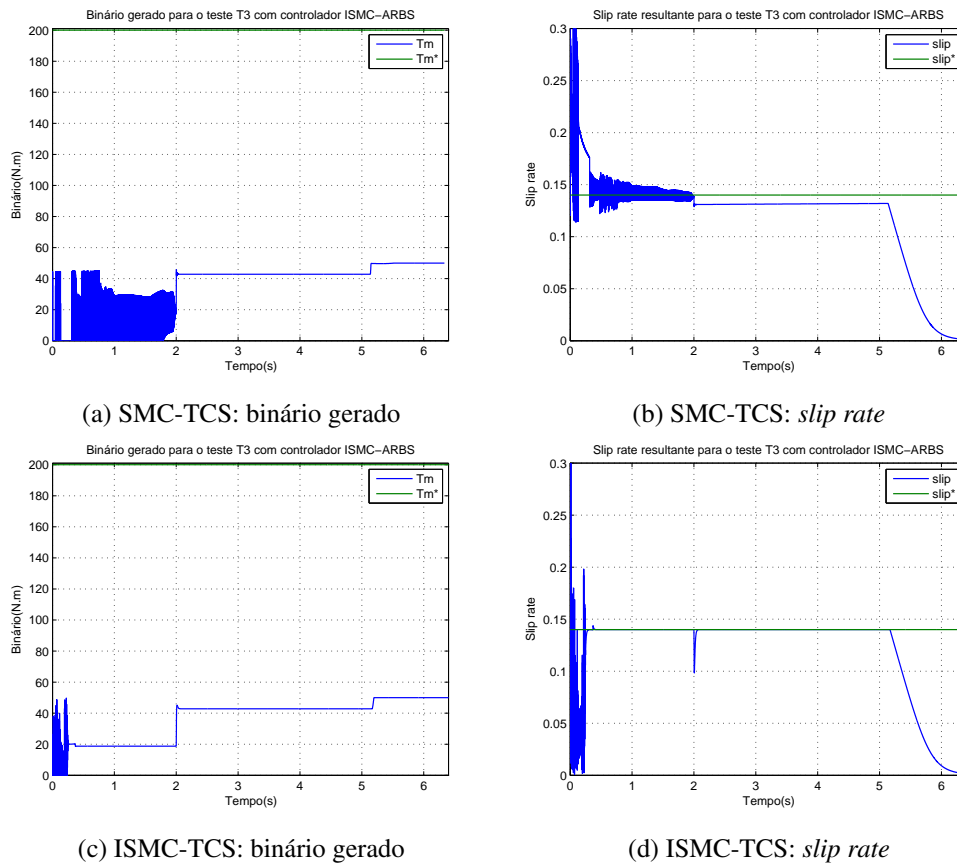 Binário gerado para o teste T3 com controlador ISMC−ARBS
200
180
160
140
120
100
80
60
40
20
0
Binário(N.m)
0 1 2 3 4 5 6
Tempo(s)
Tm
Tm*
(a) SMC-TCS: binário gerado
Slip rate resultante para o teste T3 com controlador ISMC−ARBS
0.3
0.25
0.2
0.15
0.1
0.05
0
Slip rate
0 1 2 3 4 5 6
Tempo(s)
slip
slip*
(b) SMC-TCS: slip rate
Binário gerado para o teste T3 com controlador ISMC−ARBS
200
180
160
140
120
100
80
60
40
20
0
Binário(N.m)
0 1 2 3 4 5 6
Tempo(s)
Tm
Tm*
(c) ISMC-TCS: binário gerado
Slip rate resultante para o teste T3 com controlador ISMC−ARBS
0.3
0.25
0.2
0.15
0.1
0.05
0
Slip rate
0 1 2 3 4 5 6
Tempo(s)
slip
slip*
(d) ISMC-TCS: slip rate